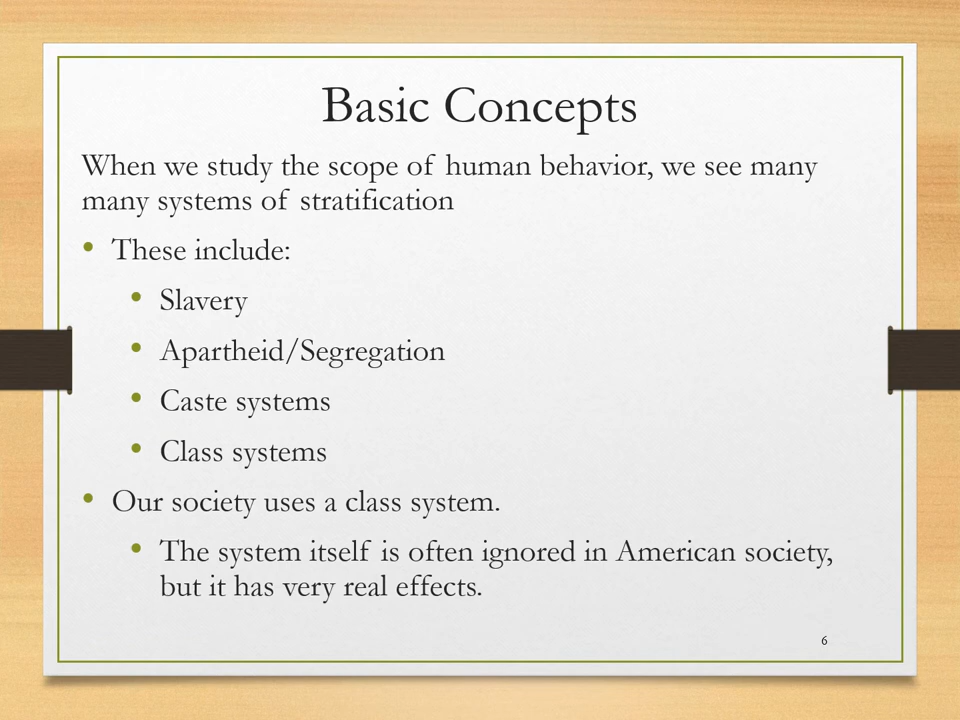 Basic Concepts
When we study the scope of human behavior, we see many
many systems of stratification
• These include:
• Slavery
• Apartheid/Segregation
• Caste systems
• Class systems
• Our society uses a class system.
• The system itself is often ignored in American society,
but it has very real effects.
6